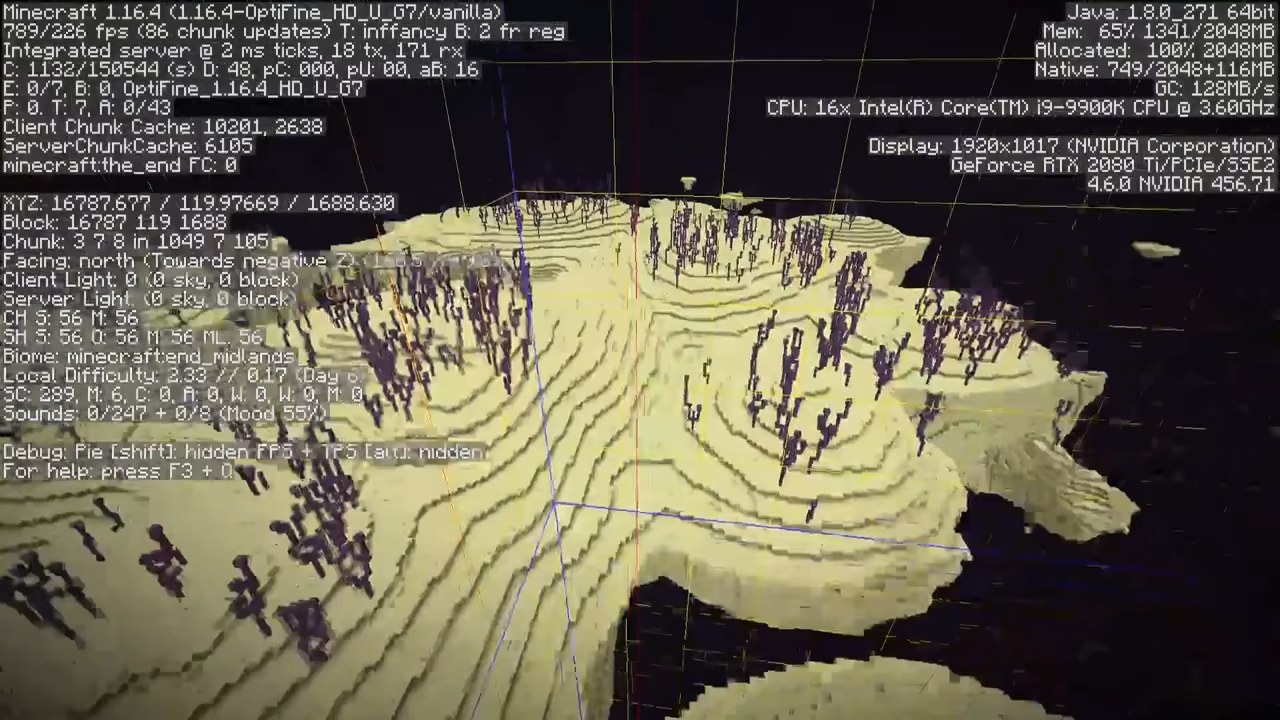 Minecraft 1.16.4 (1.16.4-OptiFine_HD_U_G7/vanilla)
789/226 fps (86 chunk updates) T: inffancy B: 2 fr reg
Integrated server @ 2 ms ticks, 18 tx, 171 rx
C: 1132/150544 (s) D: 48, pC: 000, pU: 00, aB: 16
E: 0/7, B: 0, OptiFine_1.16.4_HD_U_G7
P: 0, T: 7, A: 0/43
Client Chunk Cache: 10201, 2638
ServerChunkCache: 6105
minecraft:the_end FC: 0
XYZ: 16787.677 / 119.97669 / 1688.630
Block: 16787 119 1688
Chunk: 3 7 8 in 1049 7 105
Facing: north (Towards negative Z)
Client Light: 0 (0 sky, 0 block)
Server Light: (0 sky, 0 block)
CH S: 56 M: 56
SH S: 56 O: 56 M: 56 ML: 56
Biome: minecraft:end_midlands
Local Difficulty: 2.33 // 0.17 (Day
SC: 289, M: 6, C: 0, A: 0, W: 0, W: 0, M: 0
Sounds: 0/247 + 0/8 (Mood 55%)
Debug: Pie [shift]: hidden FPS + TPS [alt]: hidden
For help: press F3 + Q
Java: 1.8.0_271 64bit
Mem: 65% 1341/2048MB
Allocated: 100% 2048MB
Native: 749/2048+116MB
GC: 128MB/s
CPU: 16x Intel(R) Core(TM) i9-9900K CPU @ 3.60GHz
Display: 1920x1017 (NVIDIA Corporation)
GeForce RTX 2080 Ti/PCIe/SSE2
4.6.0 NVIDIA 456.71